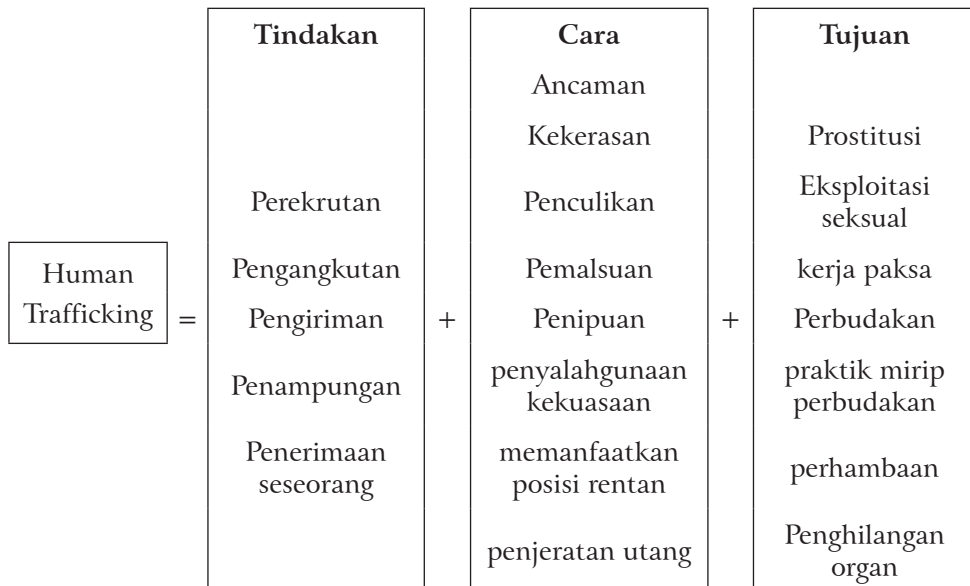 Human
Trafficking
=
Tindakan
Perekrutan
Pengangkutan
Pengiriman
Penampungan
Penerimaan
seseorang
+
Cara
Ancaman
Kekerasan
Penculikan
Pemalsuan
Penipuan
penyalahgunaan
kekuasaan
memanfaatkan
posisi rentan
penjeratan utang
+
Tujuan
Prostitusi
Eksploitasi
seksual
kerja paksa
Perbudakan
praktik mirip
perbudakan
perhambaan
Penghilangan
organ